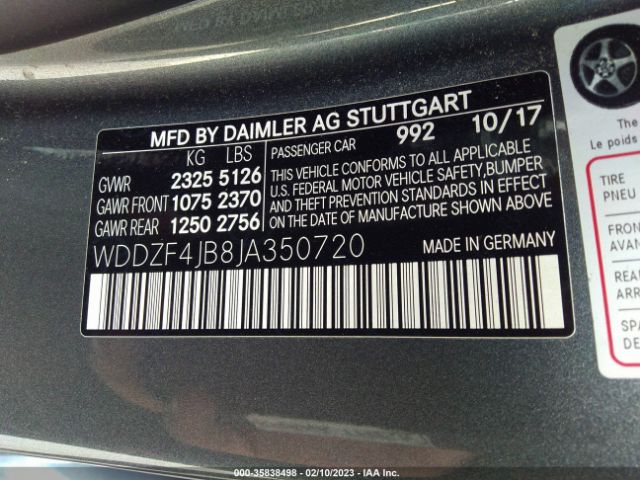 MFD BY DAIMLER AG STUTTGART
KG LBS
GVWR 2325 5126
GAWR FRONT 1075 2370
GAWR REAR 1250 2756
PASSENGER CAR 992 10/17
THIS VEHICLE CONFORMS TO ALL APPLICABLE
U.S. FEDERAL MOTOR VEHICLE SAFETY,BUMPER
AND THEFT PREVENTION STANDARDS IN EFFECT
ON THE DATE OF MANUFACTURE SHOWN ABOVE
WDDZF4JB8JA350720 MADE IN GERMANY
The
Le poids
TIRE
PNEU
FRON
AVAN
REA
ARR
SPA
DE
000-35838498 - 02/10/2023 - IAA Inc.